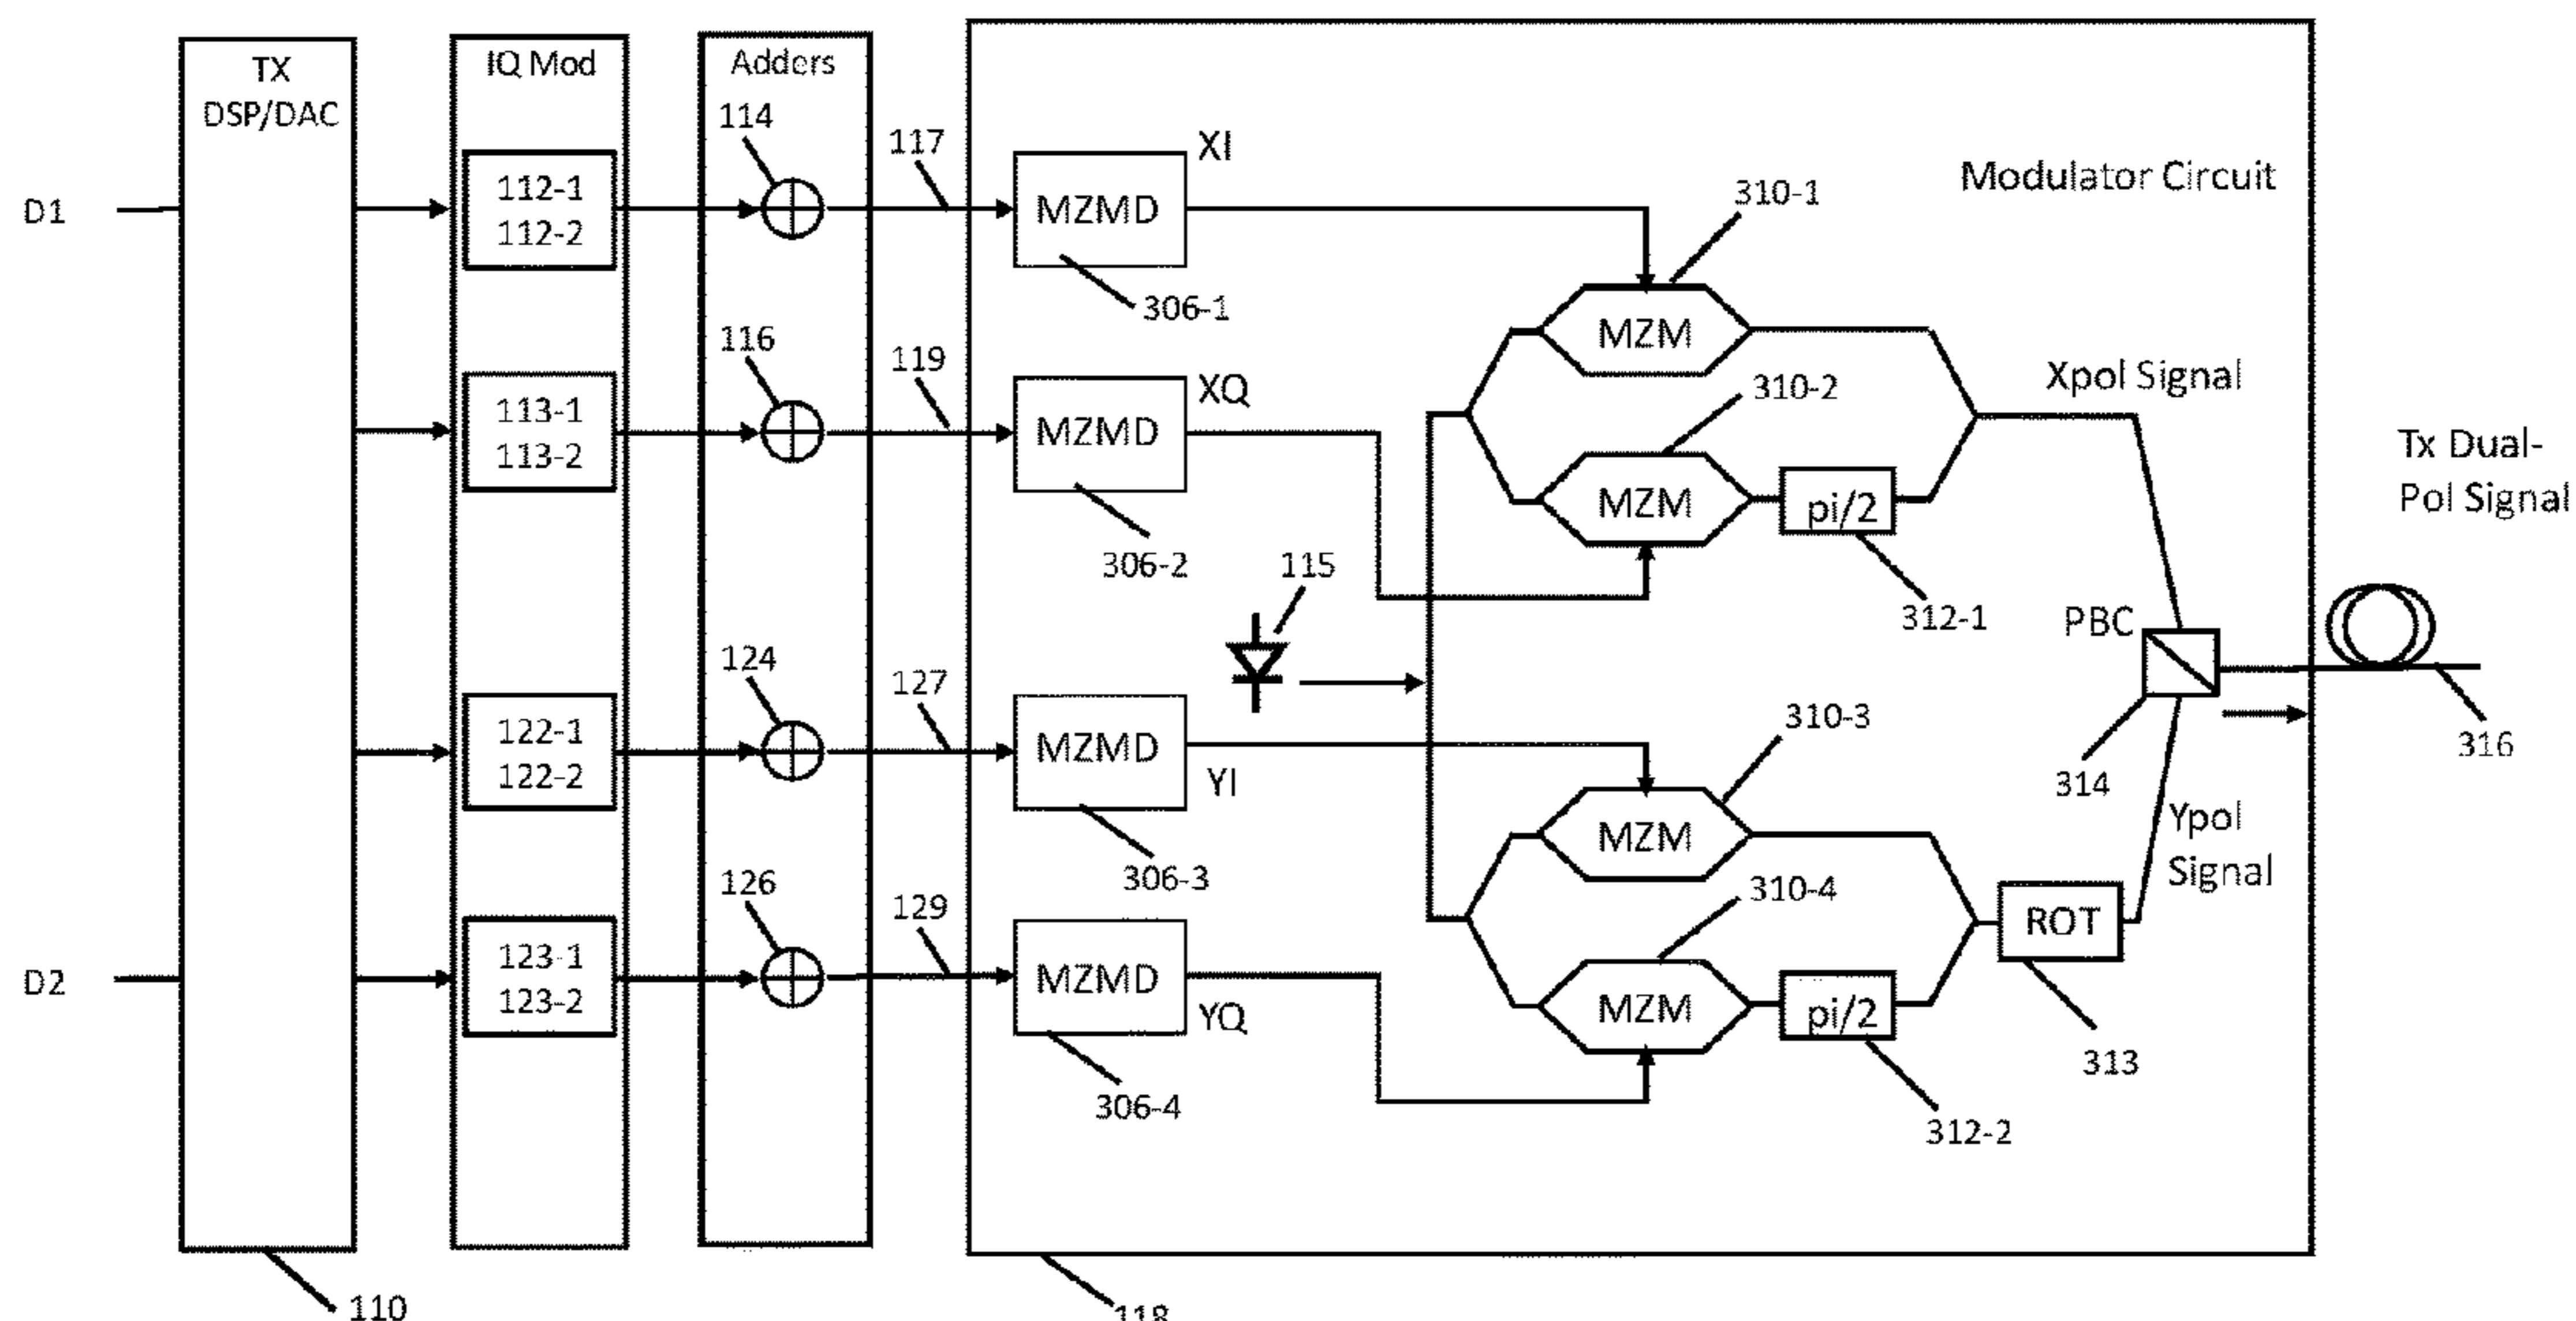 TX
DSP/DAC
IQ Mod
Adders
Modulator Circuit
D1
D2
112-1
112-2
113-1
113-2
122-1
122-2
123-1
123-2
114
116
124
126
117
119
127
129
MZMD
XI
306-1
MZMD
XQ
306-2
MZMD
YI
306-3
MZMD
YQ
306-4
115
310-1
MZM
310-2
MZM
pi/2
312-1
310-3
MZM
310-4
MZM
pi/2
312-2
Xpol Signal
PBC
314
Ypol
Signal
ROT
313
Tx Dual-
Pol Signal
316
110
118